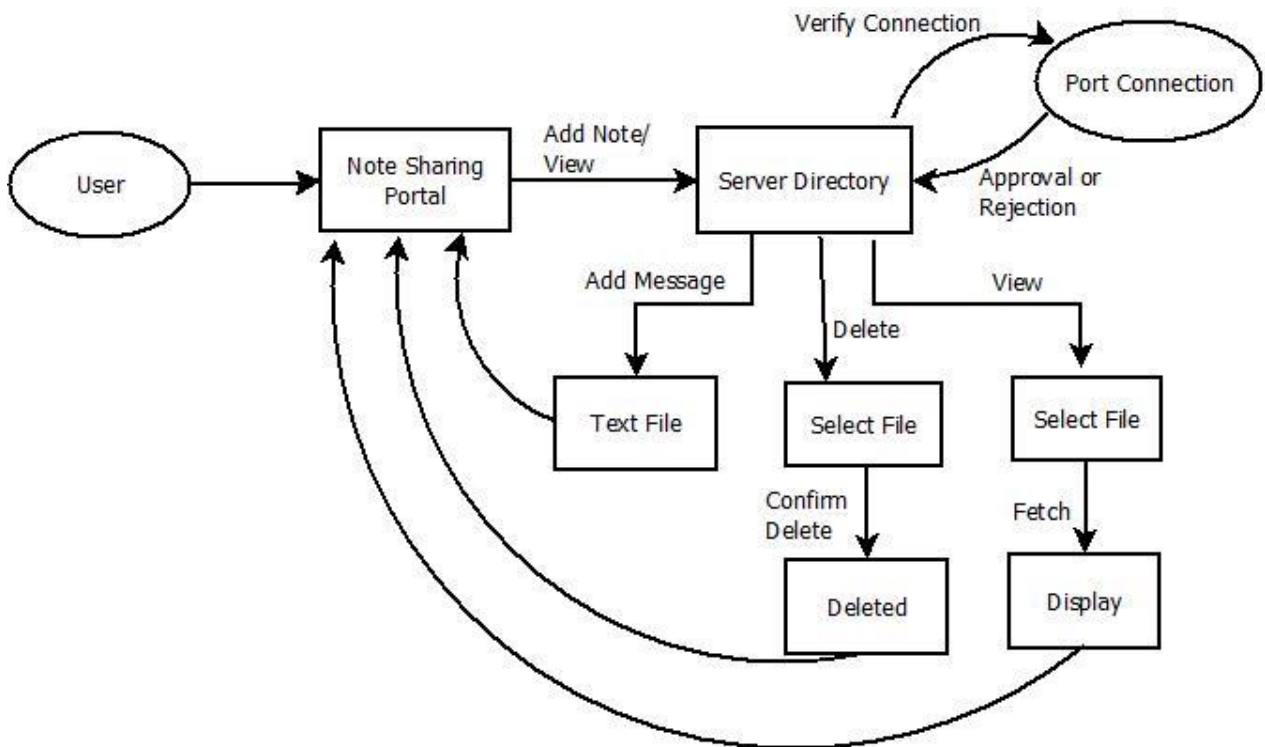 Verify Connection
Port Connection
User
Note Sharing
Portal
Add Note/
View
Server Directory
Approval or
Rejection
Add Message
Delete
View
Text File
Select File
Select File
Confirm
Delete
Fetch
Deleted
Display